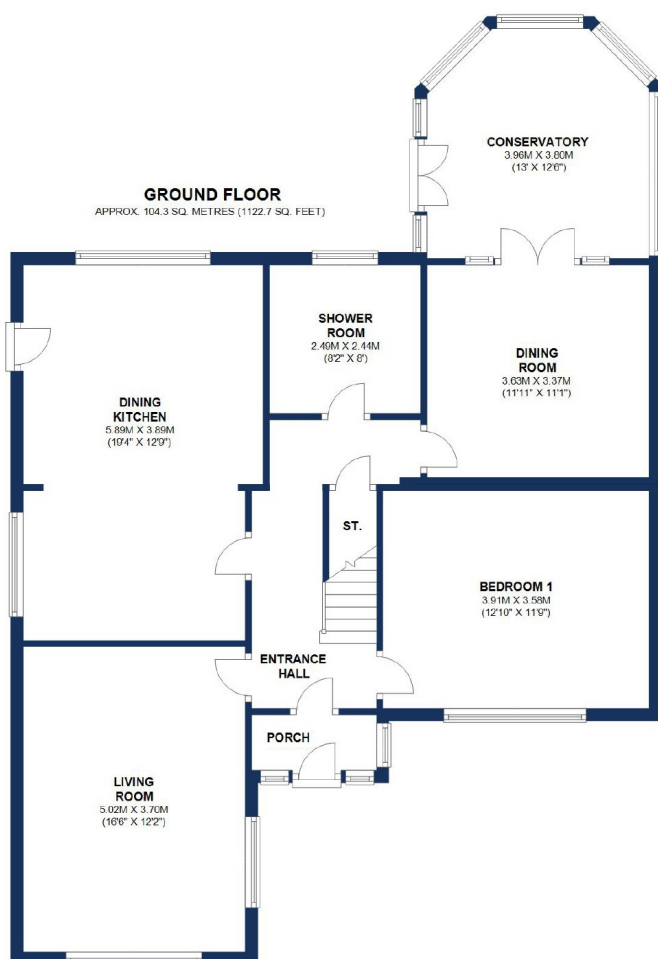 CONSERVATORY
3.96M X 3.80M
(13' X 12'6")
GROUND FLOOR
APPROX. 104.3 SQ. METRES (1122.7 SQ. FEET)
SHOWER
ROOM
2.49M X 2.44M
(8'2" X 8')
DINING
ROOM
3.63M X 3.37M
(11'11" X 11'1")
DINING
KITCHEN
5.89M X 3.89M
(19'4" X 12'9")
ST.
BEDROOM 1
3.91M X 3.58M
(12'10" X 11'9")
ENTRANCE
HALL
PORCH
LIVING
ROOM
5.02M X 3.70M
(16'6" X 12'2")